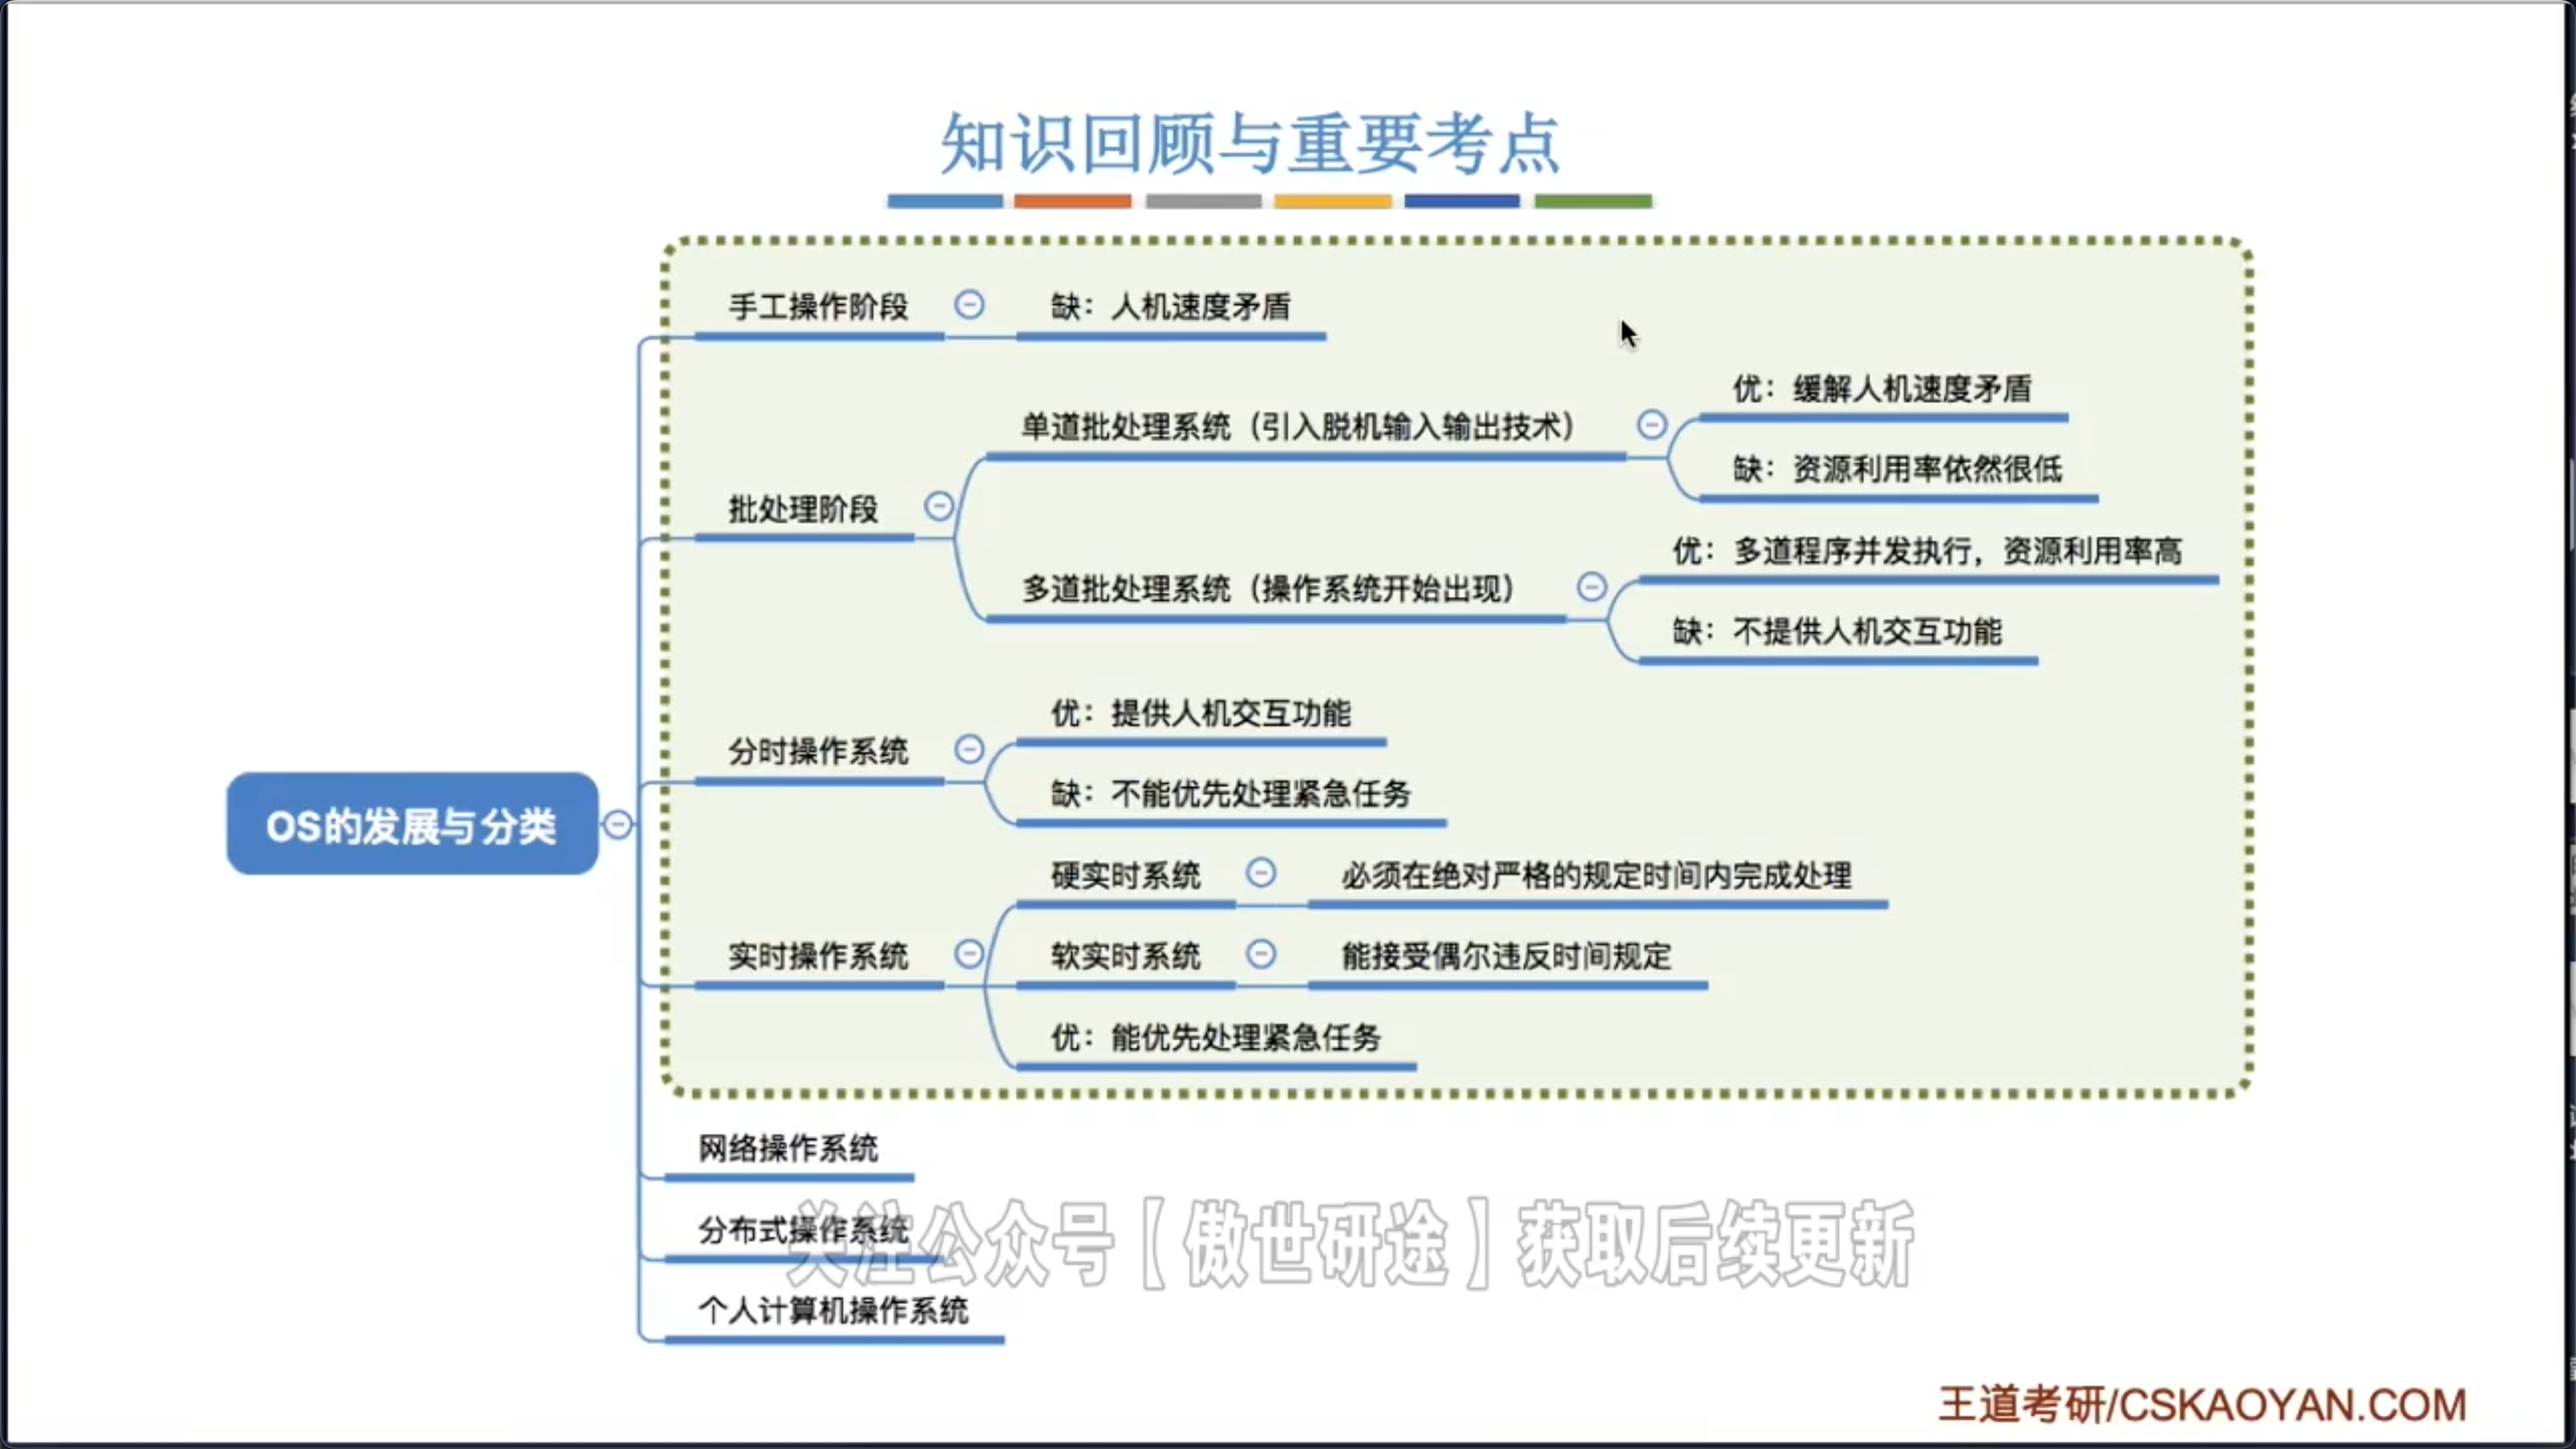 知识回顾与重要考点
手工操作阶段
缺：人机速度矛盾
批处理阶段
单道批处理系统（引入脱机输入输出技术）
优：缓解人机速度矛盾
缺：资源利用率依然很低
多道批处理系统（操作系统开始出现）
优：多道程序并发执行，资源利用率高
缺：不提供人机交互功能
OS的发展与分类
分时操作系统
优：提供人机交互功能
缺：不能优先处理紧急任务
实时操作系统
硬实时系统
必须在绝对严格的规定时间内完成处理
软实时系统
能接受偶尔违反时间规定
优：能优先处理紧急任务
网络操作系统
分布式操作系统
关注公众号【傲世研途】获取后续更新
个人计算机操作系统
王道考研/CSKAOYAN.COM